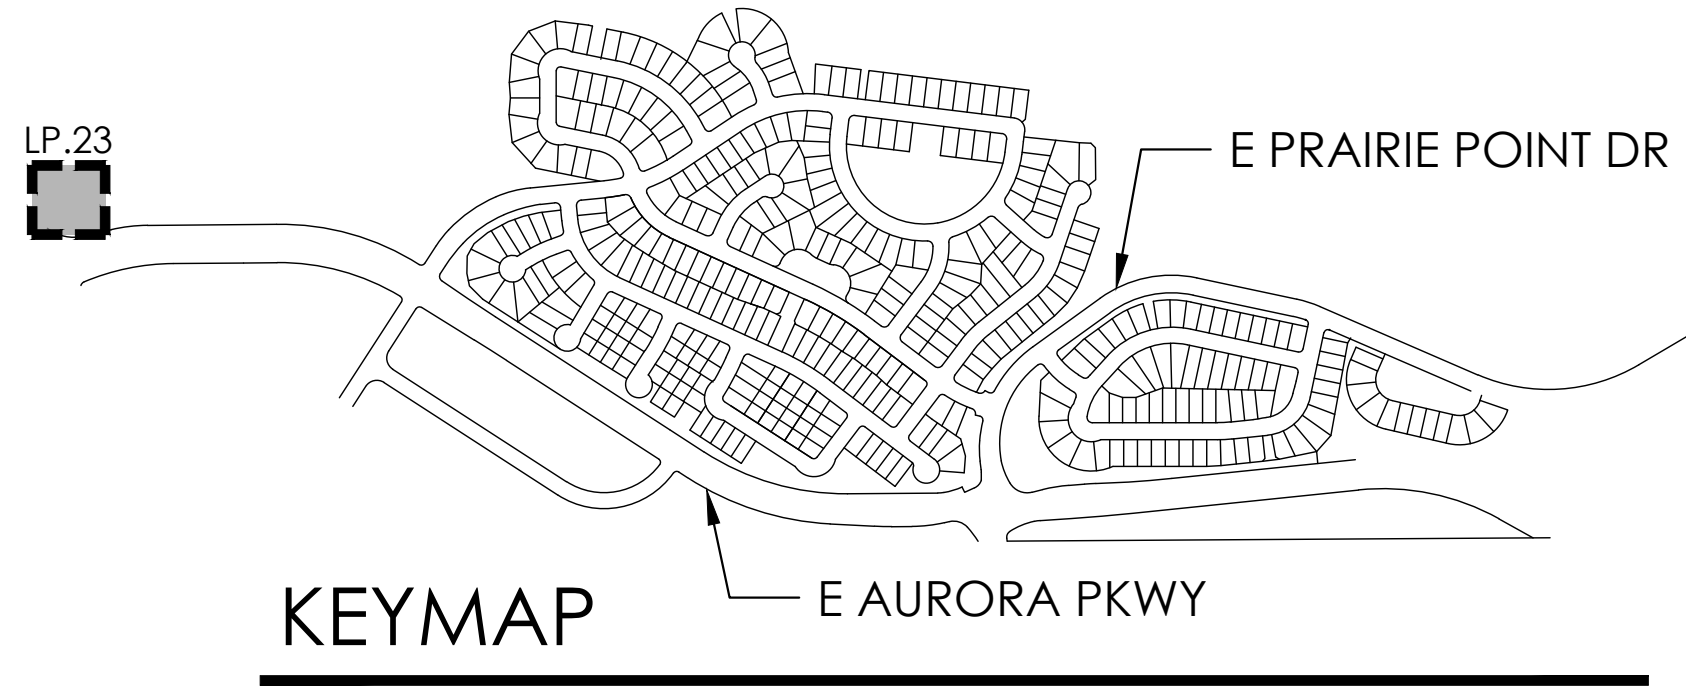 LP.23
E PRAIRIE POINT DR
E AURORA PKWY
KEYMAP